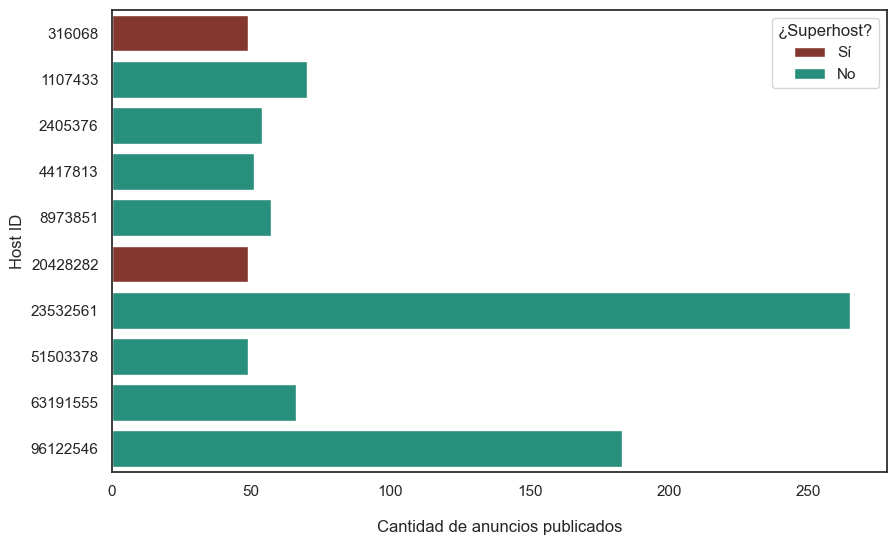 ¿Superhost?
Sí
No
Host ID
316068
1107433
2405376
4417813
8973851
20428282
23532561
51503378
63191555
96122546
0 50 100 150 200 250
Cantidad de anuncios publicados